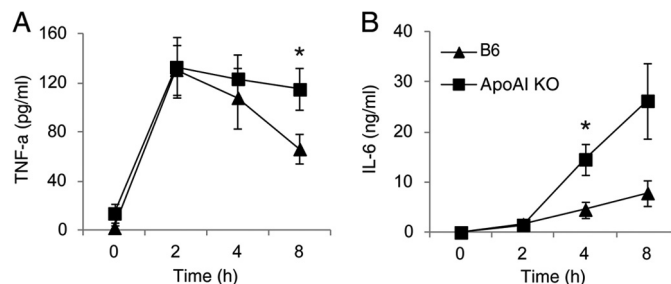 A
TNF-a (pg/ml)
160
120
80
40
0
*
0 2 4 8
Time (h)
B
B6
ApoAI KO
IL-6 (ng/ml)
40
30
20
10
0
*
0 2 4 8
Time (h)